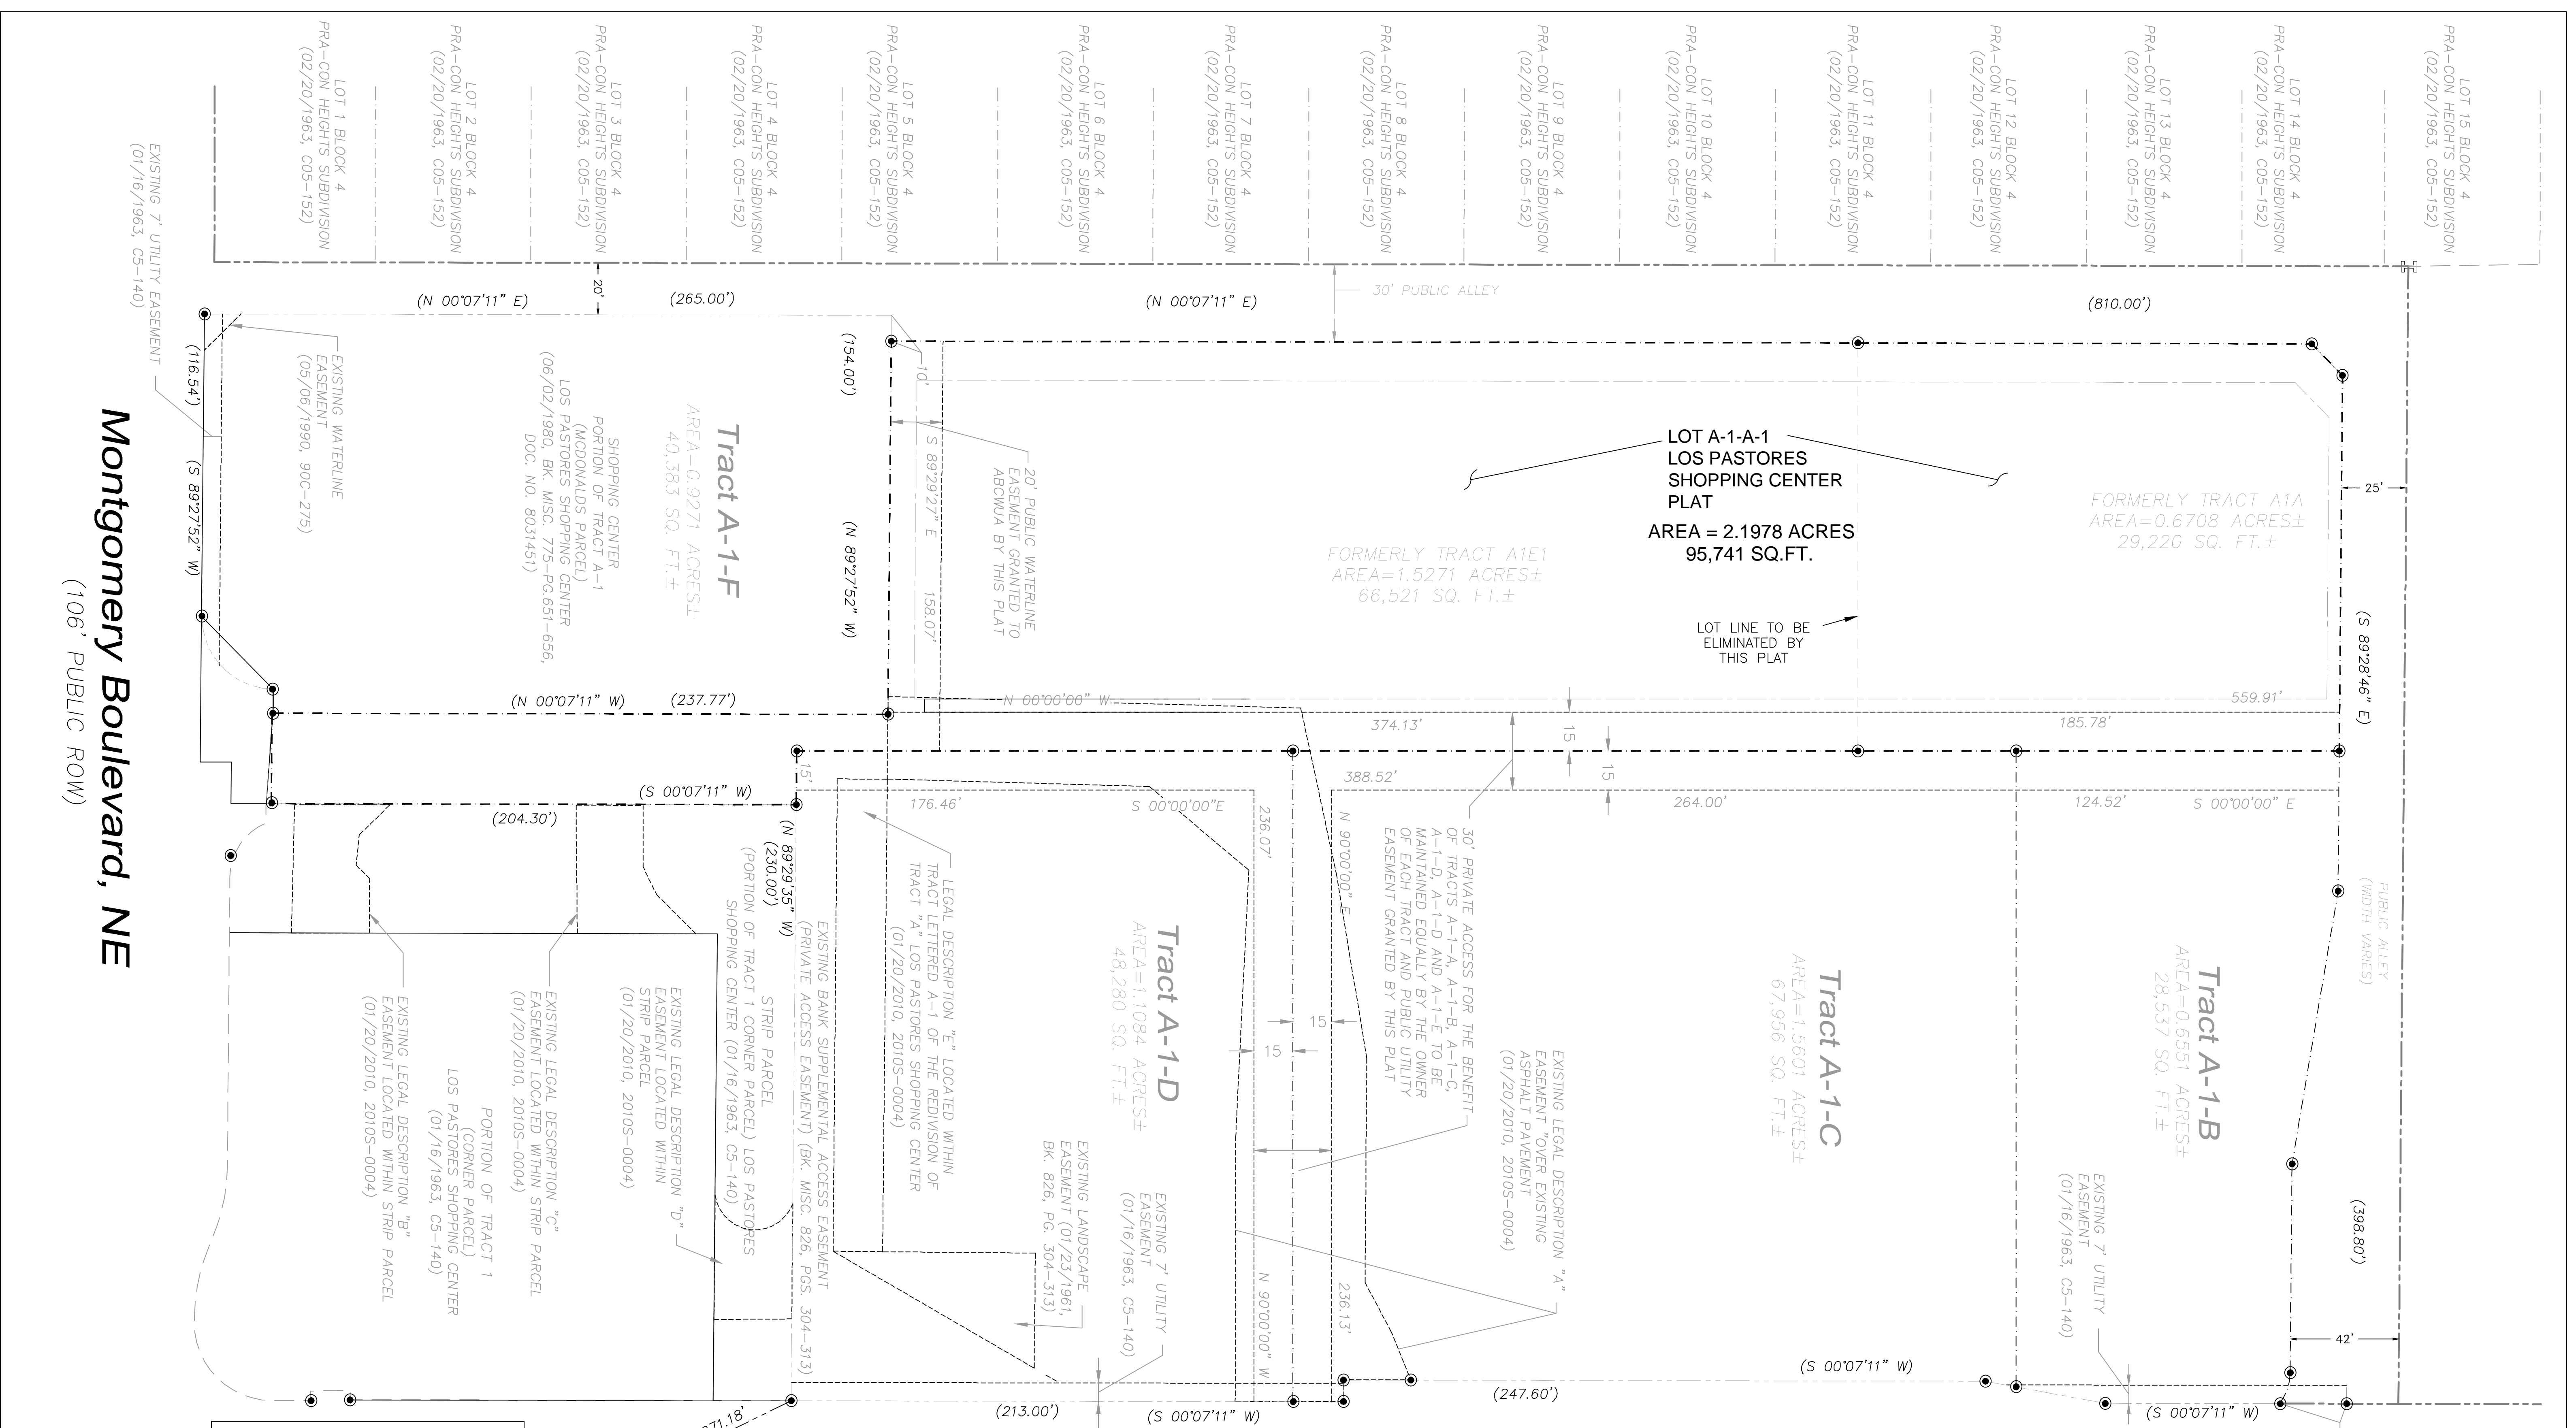 LOT 1 BLOCK 4
PRA-CON HEIGHTS SUBDIVISION
(02/20/1963, C05-152)
LOT 2 BLOCK 4
PRA-CON HEIGHTS SUBDIVISION
(02/20/1963, C05-152)
LOT 3 BLOCK 4
PRA-CON HEIGHTS SUBDIVISION
(02/20/1963, C05-152)
LOT 4 BLOCK 4
PRA-CON HEIGHTS SUBDIVISION
(02/20/1963, C05-152)
LOT 5 BLOCK 4
PRA-CON HEIGHTS SUBDIVISION
(02/20/1963, C05-152)
LOT 6 BLOCK 4
PRA-CON HEIGHTS SUBDIVISION
(02/20/1963, C05-152)
LOT 7 BLOCK 4
PRA-CON HEIGHTS SUBDIVISION
(02/20/1963, C05-152)
LOT 8 BLOCK 4
PRA-CON HEIGHTS SUBDIVISION
(02/20/1963, C05-152)
LOT 9 BLOCK 4
PRA-CON HEIGHTS SUBDIVISION
(02/20/1963, C05-152)
LOT 10 BLOCK 4
PRA-CON HEIGHTS SUBDIVISION
(02/20/1963, C05-152)
LOT 11 BLOCK 4
PRA-CON HEIGHTS SUBDIVISION
(02/20/1963, C05-152)
LOT 12 BLOCK 4
PRA-CON HEIGHTS SUBDIVISION
(02/20/1963, C05-152)
LOT 13 BLOCK 4
PRA-CON HEIGHTS SUBDIVISION
(02/20/1963, C05-152)
LOT 14 BLOCK 4
PRA-CON HEIGHTS SUBDIVISION
(02/20/1963, C05-152)
LOT 15 BLOCK 4
PRA-CON HEIGHTS SUBDIVISION
(02/20/1963, C05-152)
EXISTING 7' UTILITY EASEMENT
(01/16/1963, C5-140)
(N 00°07'11" E)
20'
(265.00')
(N 00°07'11" E)
30' PUBLIC ALLEY
(810.00')
(116.54')
(S 89°27'52" W)
EXISTING WATERLINE
EASEMENT
(05/06/1990, 90C-275)
Montgomery Boulevard, NE
(106' PUBLIC ROW)
Tract A-1-F
AREA=0.9271 ACRES±
40,383 SQ. FT.±
SHOPPING CENTER
PORTION OF TRACT A-1
(MCDONALDS PARCEL)
LOS PASTORES SHOPPING CENTER
(06/02/1980, BK. MISC. 775-PG.651-656,
DOC. NO. 8031451)
(154.00')
(N 89°27'52" W)
10'
S 89°29'27" E
158.07'
20' PUBLIC WATERLINE
EASEMENT GRANTED TO
ABCWUA BY THIS PLAT
LOT A-1-A-1
LOS PASTORES
SHOPPING CENTER
PLAT
AREA = 2.1978 ACRES
95,741 SQ.FT.
FORMERLY TRACT A1E1
AREA=1.5271 ACRES±
66,521 SQ. FT.±
FORMERLY TRACT A1A
AREA=0.6708 ACRES±
29,220 SQ. FT.±
25'
LOT LINE TO BE
ELIMINATED BY
THIS PLAT
(S 89°28'46" E)
(N 00°07'11" W)
(237.77')
N 00°00'00" W
559.91'
374.13'
15
185.78'
15
15'
388.52'
176.46'
S 00°00'00"E
264.00'
124.52'
S 00°00'00" E
(S 00°07'11" W)
(204.30')
(N 89°29'35" W)
(230.00')
236.07'
N 90°00'00" E
30' PRIVATE ACCESS FOR THE BENEFIT
OF TRACTS A-1-A, A-1-B, A-1-C,
A-1-D, A-1-D AND A-1-E TO BE
MAINTAINED EQUALLY BY THE OWNER
OF EACH TRACT AND PUBLIC UTILITY
EASEMENT GRANTED BY THIS PLAT
PUBLIC ALLEY
(WIDTH VARIES)
LEGAL DESCRIPTION "E" LOCATED WITHIN
TRACT LETTERED A-1 OF THE REDIVISION OF
TRACT "A" LOS PASTORES SHOPPING CENTER
(01/20/2010, 2010S-0004)
Tract A-1-D
AREA=1.1084 ACRES±
48,280 SQ. FT.±
Tract A-1-C
AREA=1.5601 ACRES±
67,956 SQ. FT.±
Tract A-1-B
AREA=0.6551 ACRES±
28,537 SQ. FT.±
15
15
EXISTING BANK SUPPLEMENTAL ACCESS EASEMENT
(PRIVATE ACCESS EASEMENT) (BK. MISC. 826, PGS. 304-313)
STRIP PARCEL
(PORTION OF TRACT 1 CORNER PARCEL) LOS PASTORES
SHOPPING CENTER (01/16/1963, C5-140)
EXISTING LEGAL DESCRIPTION "D"
EASEMENT LOCATED WITHIN
STRIP PARCEL
(01/20/2010, 2010S-0004)
EXISTING LEGAL DESCRIPTION "C"
EASEMENT LOCATED WITHIN STRIP PARCEL
(01/20/2010, 2010S-0004)
PORTION OF TRACT 1
(CORNER PARCEL)
LOS PASTORES SHOPPING CENTER
(01/16/1963, C5-140)
EXISTING LEGAL DESCRIPTION "B"
EASEMENT LOCATED WITHIN STRIP PARCEL
(01/20/2010, 2010S-0004)
EXISTING LANDSCAPE
EASEMENT (01/23/1961,
BK. 826, PG. 304-313)
EXISTING 7' UTILITY
EASEMENT
(01/16/1963, C5-140)
EXISTING LEGAL DESCRIPTION "A"
EASEMENT "OVER EXISTING
ASPHALT PAVEMENT
(01/20/2010, 2010S-0004)
EXISTING 7' UTILITY
EASEMENT
(01/16/1963, C5-140)
(398.80')
42'
N 90°00'00" W
236.13'
(S 00°07'11" W)
(247.60')
(213.00')
(S 00°07'11" W)
(S 00°07'11" W)